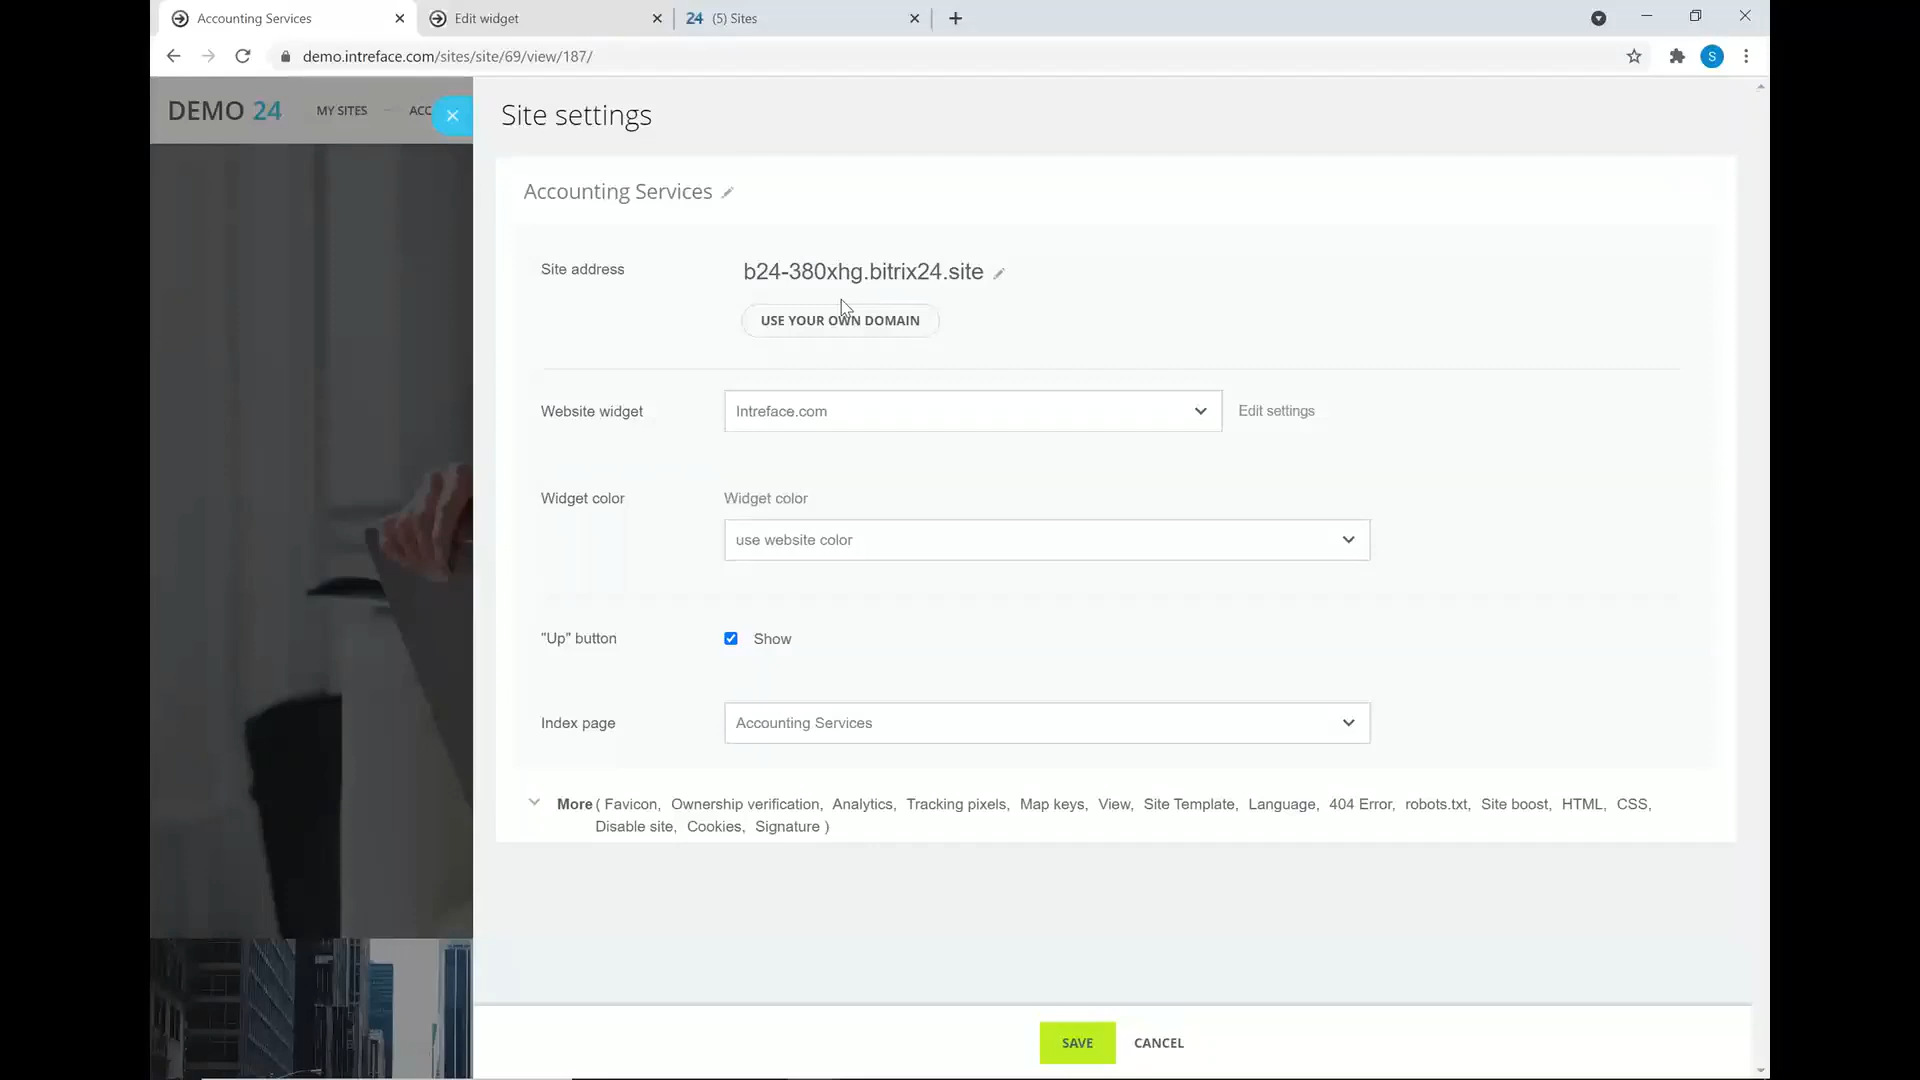 Accounting Services
Edit widget
24 (5) Sites
demo.intreface.com/sites/site/69/view/187/
S
DEMO 24
MY SITES
ACC
Site settings
Accounting Services
Site address
b24-380xhg.bitrix24.site
USE YOUR OWN DOMAIN
Website widget
Intreface.com
Edit settings
Widget color
Widget color
use website color
"Up" button
Show
Index page
Accounting Services
More ( Favicon, Ownership verification, Analytics, Tracking pixels, Map keys, View, Site Template, Language, 404 Error, robots.txt, Site boost, HTML, CSS,
Disable site, Cookies, Signature )
SAVE
CANCEL